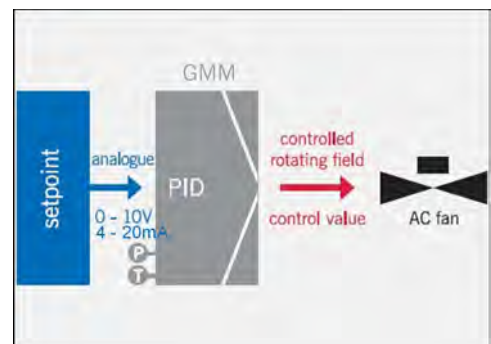 GMM
setpoint
analogue
0 - 10V
4 - 20mA
PID
P
T
controlled
rotating field
control value
AC fan